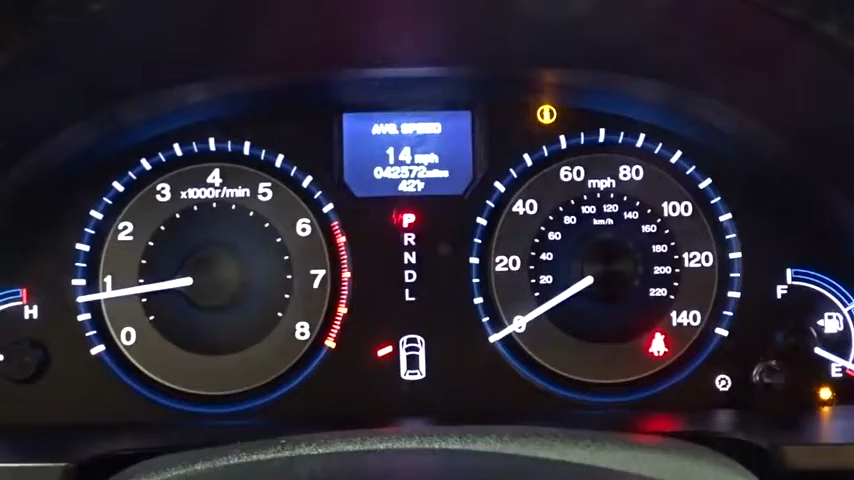 AVG. SPEED
14 mph
042572 miles
42°F
x1000r/min
0
1
2
3
4
5
6
7
8
P
R
N
D
L
mph
0
20
40
60
80
100
120
140
km/h
20
40
60
80
100
120
140
160
180
200
220
H
F
E